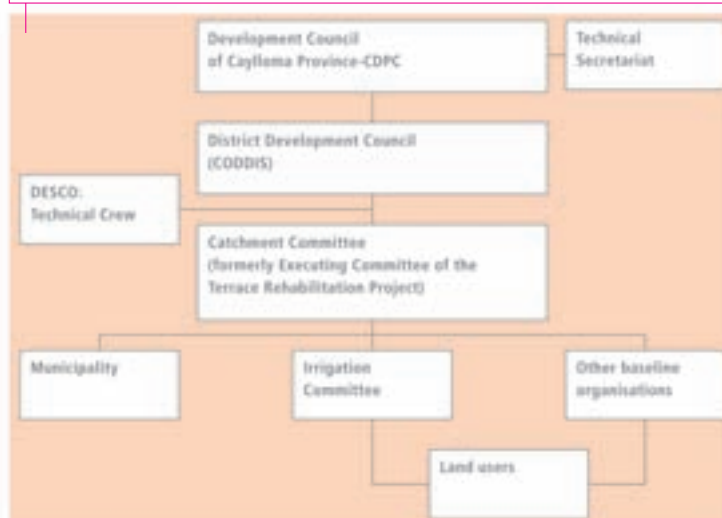 Development Council
of Caylloma Province-CDPC
Technical
Secretariat
District Development Council
(CODDIS)
DESCO:
Technical Crew
Catchment Committee
(formerly Executing Committee of the
Terrace Rehabilitation Project)
Municipality
Irrigation
Committee
Other baseline
organisations
Land users